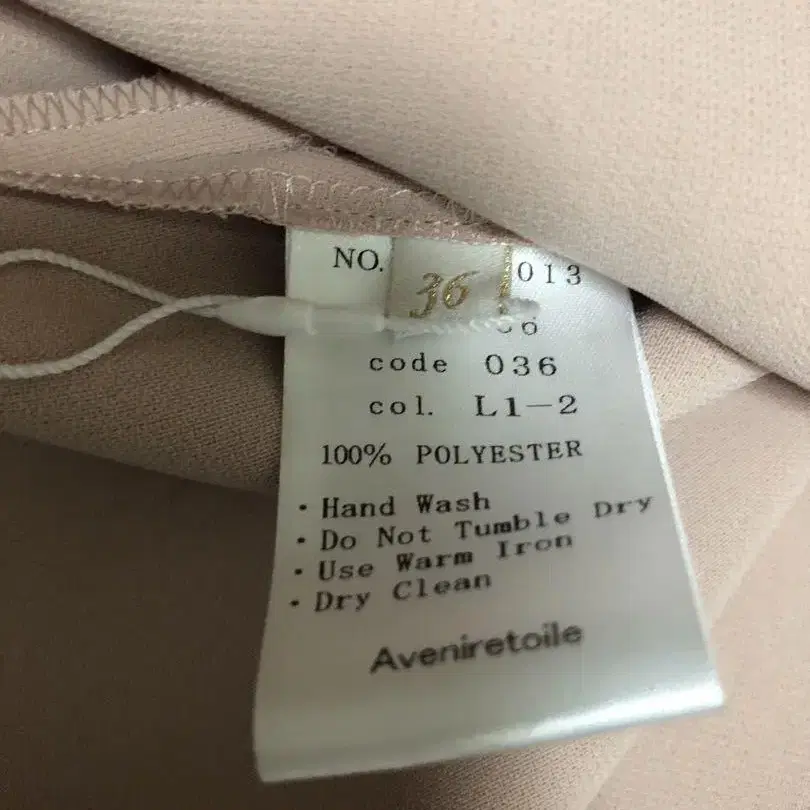 NO. 013
36
code 036
col. L1-2
100% POLYESTER
・Hand Wash
・Do Not Tumble Dry
・Use Warm Iron
・Dry Clean
Aveniretoile